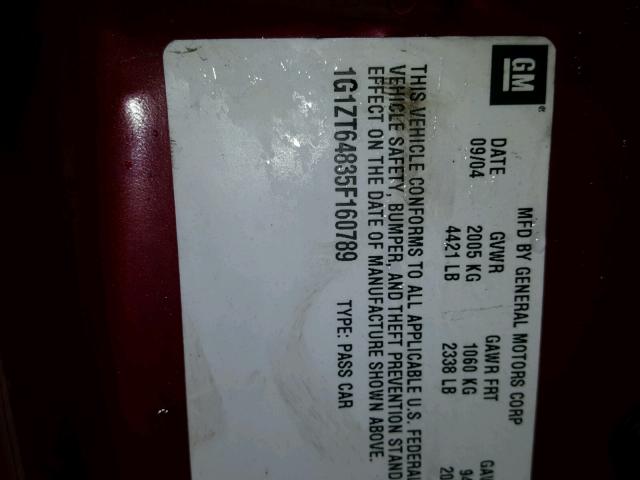 GM
MFD BY GENERAL MOTORS CORP
DATE GVWR GAWR FRT
09/04 2005 KG 1060 KG
4421 LB 2338 LB
THIS VEHICLE CONFORMS TO ALL APPLICABLE U.S. FEDERAL
VEHICLE SAFETY, BUMPER, AND THEFT PREVENTION STAND
EFFECT ON THE DATE OF MANUFACTURE SHOWN ABOVE.
1G1ZT64835F160789 TYPE: PASS CAR